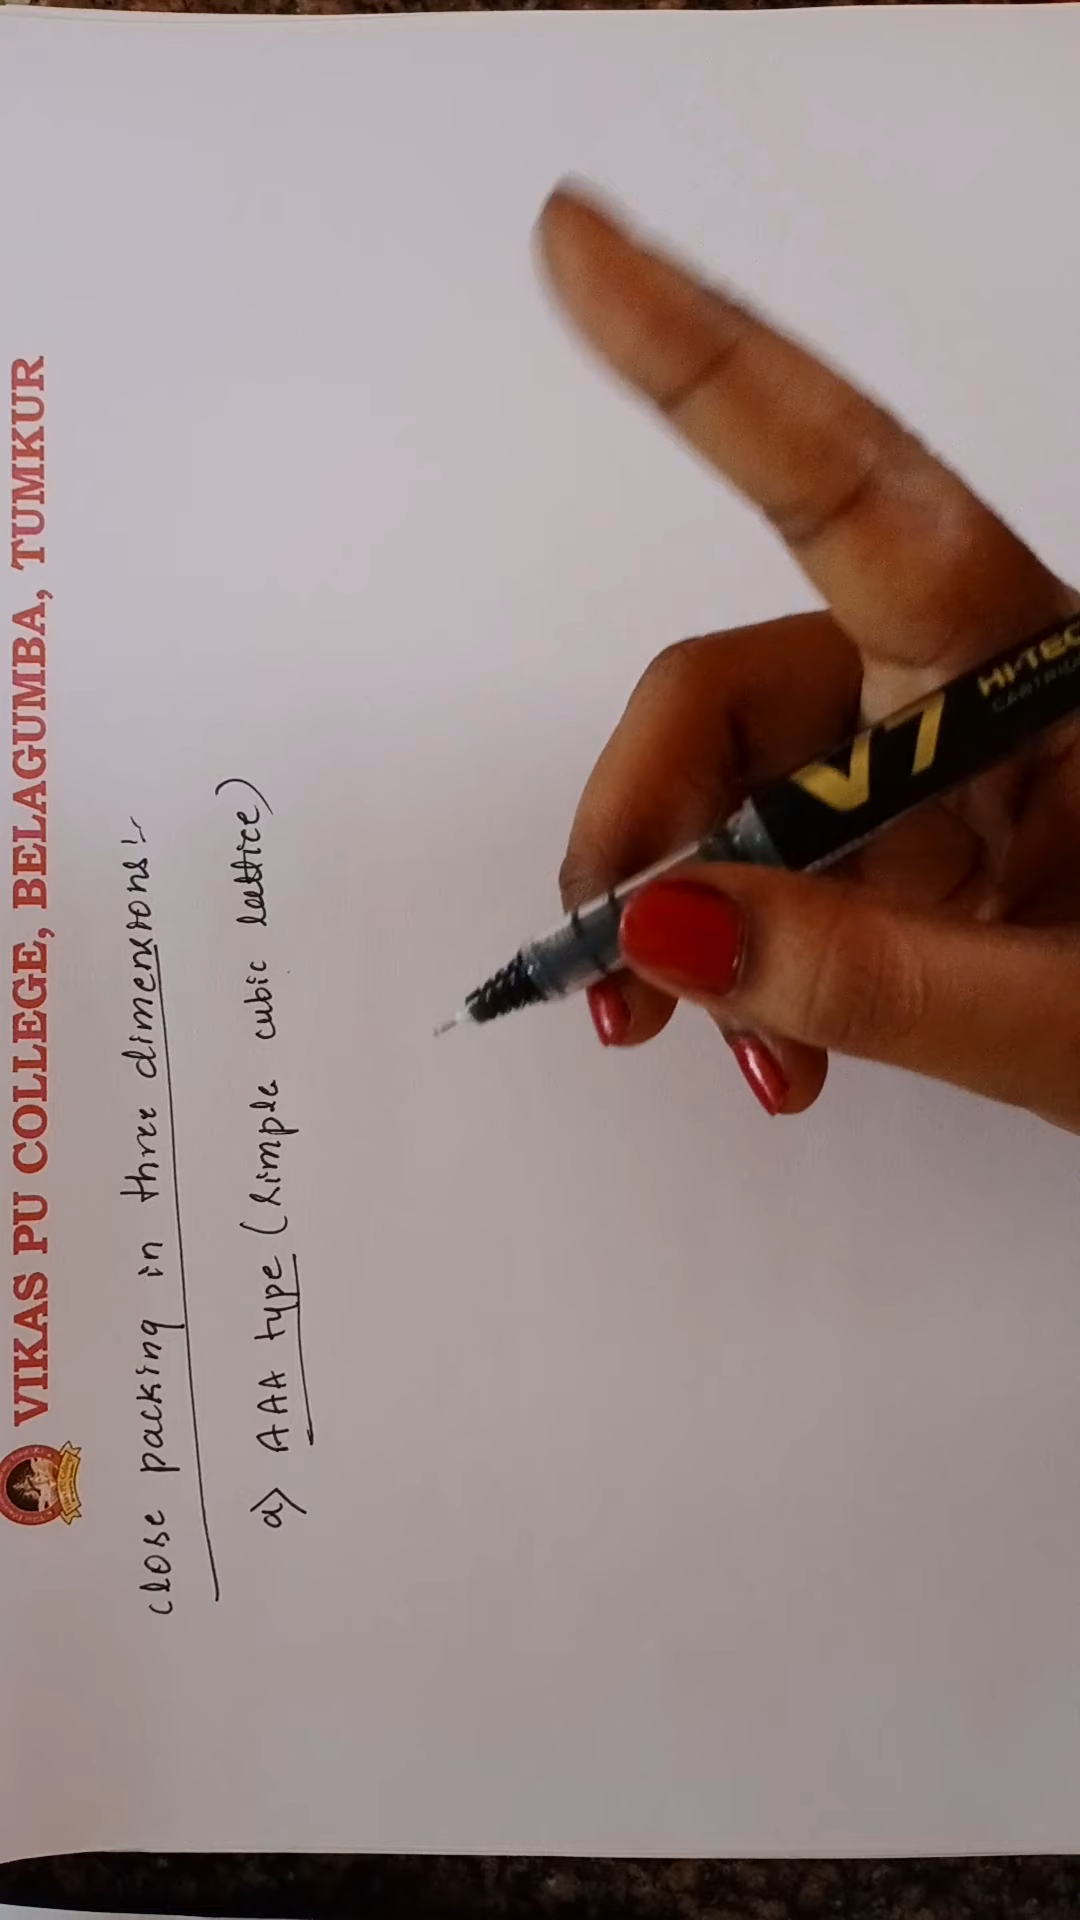 VIKAS PU COLLEGE, BELAGUMBA, TUMKUR
close packing in three dimensions:-
a) AAA type (simple cubic lattice)
V7
HI-TEC